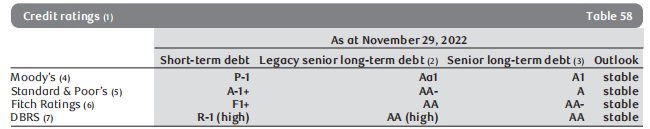 Credit ratings (1) Table 58
As at November 29, 2022
Short-term debt Legacy senior long-term debt (2) Senior long-term debt (3) Outlook
Moody's (4) P-1 Aa1 A1 stable
Standard & Poor's (5) A-1+ AA- A stable
Fitch Ratings (6) F1+ AA AA- stable
DBRS (7) R-1 (high) AA (high) AA stable